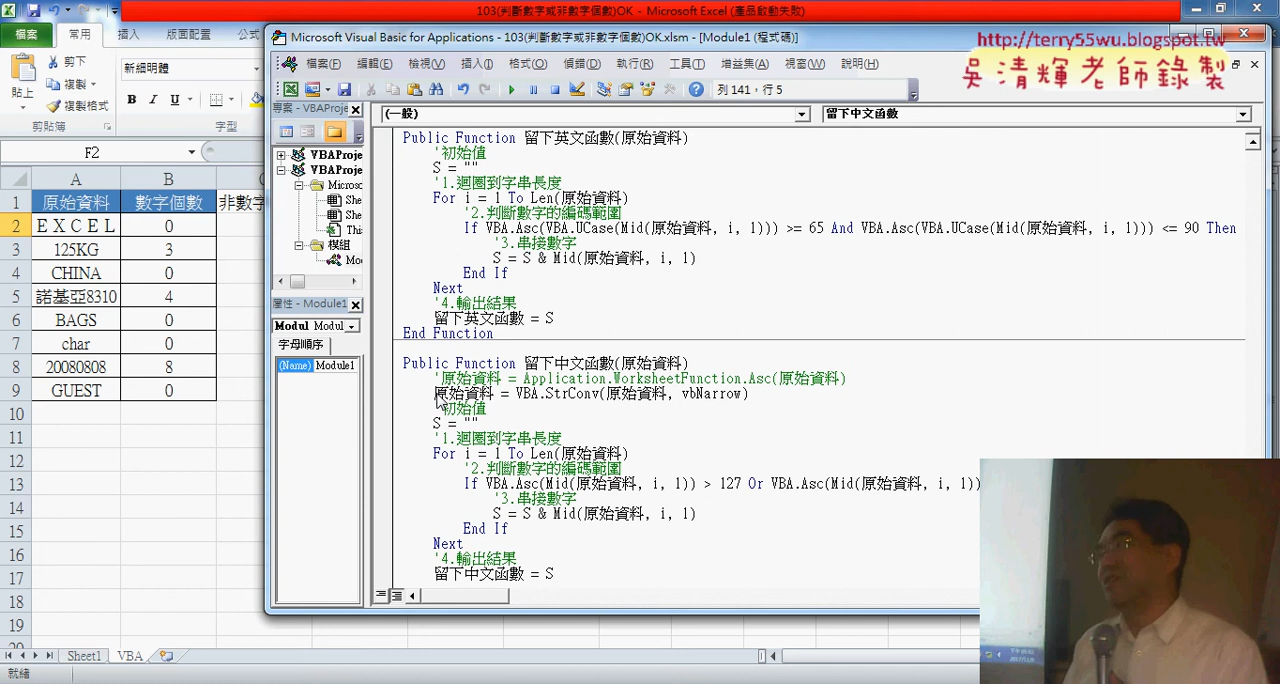 103(判斷數字或非數字個數)OK - Microsoft Excel (產品啟動失敗)
檔案 常用 插入 版面配置 公式
貼上
剪下
複製
複製格式
剪貼簿
新細明體
B I U
字型
F2
A B C
1 原始資料 數字個數 非數字
2 ＥＸＣＥＬ 0
3 125KG 3
4 CHINA 0
5 諾基亞8310 4
6 BAGS 0
7 char 0
8 20080808 8
9 GUEST 0
10
11
12
13
14
15
16
17
18
19
20
Sheet1 VBA
就緒
Microsoft Visual Basic for Applications - 103(判斷數字或非數字個數)OK.xlsm - [Module1 (程式碼)]
http://terry55wu.blogspot.tw
吳清輝老師錄製
檔案(F) 編輯(E) 檢視(V) 插入(I) 格式(O) 偵錯(D) 執行(R) 工具(T) 增益集(A) 視窗(W) 說明(H)
列 141，行 5
專案 - VBAProje
VBAProje
VBAProje
Microsc
She
She
Thi
模組
Mo
屬性 - Module1
Modul Modul
字母順序
(Name) Module1
(一般) 留下中文函數
Public Function 留下英文函數(原始資料)
'初始值
S = ""
'1.迴圈到字串長度
For i = 1 To Len(原始資料)
'2.判斷數字的編碼範圍
If VBA.Asc(VBA.UCase(Mid(原始資料, i, 1))) >= 65 And VBA.Asc(VBA.UCase(Mid(原始資料, i, 1))) <= 90 Then
'3.串接數字
S = S & Mid(原始資料, i, 1)
End If
Next
'4.輸出結果
留下英文函數 = S
End Function
Public Function 留下中文函數(原始資料)
'原始資料 = Application.WorksheetFunction.Asc(原始資料)
原始資料 = VBA.StrConv(原始資料, vbNarrow)
'初始值
S = ""
'1.迴圈到字串長度
For i = 1 To Len(原始資料)
'2.判斷數字的編碼範圍
If VBA.Asc(Mid(原始資料, i, 1)) > 127 Or VBA.Asc(Mid(原始資料, i, 1))
'3.串接數字
S = S & Mid(原始資料, i, 1)
End If
Next
'4.輸出結果
留下中文函數 = S